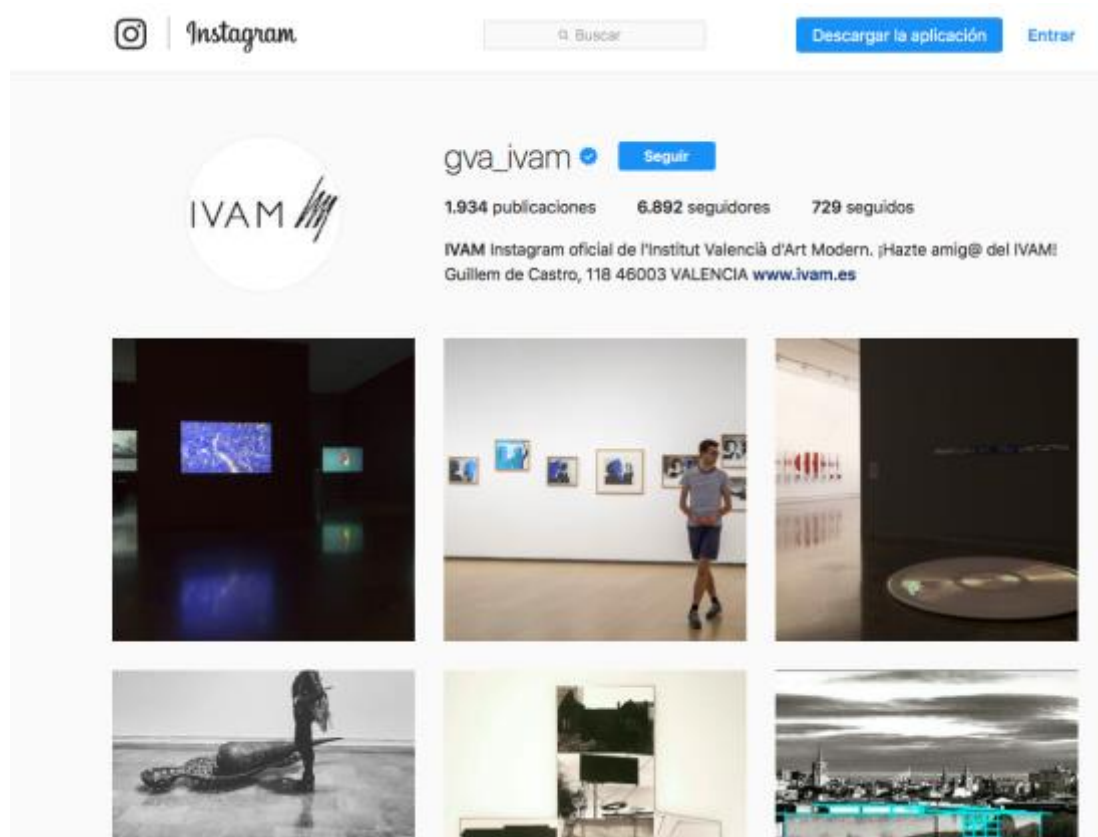 Instagram
Buscar
Descargar la aplicación
Entrar
IVAM
gva_ivam
Seguir
1.934 publicaciones 6.892 seguidores 729 seguidos
IVAM Instagram oficial de l'Institut Valencià d'Art Modern. ¡Hazte amig@ del IVAM!
Guillem de Castro, 118 46003 VALENCIA www.ivam.es